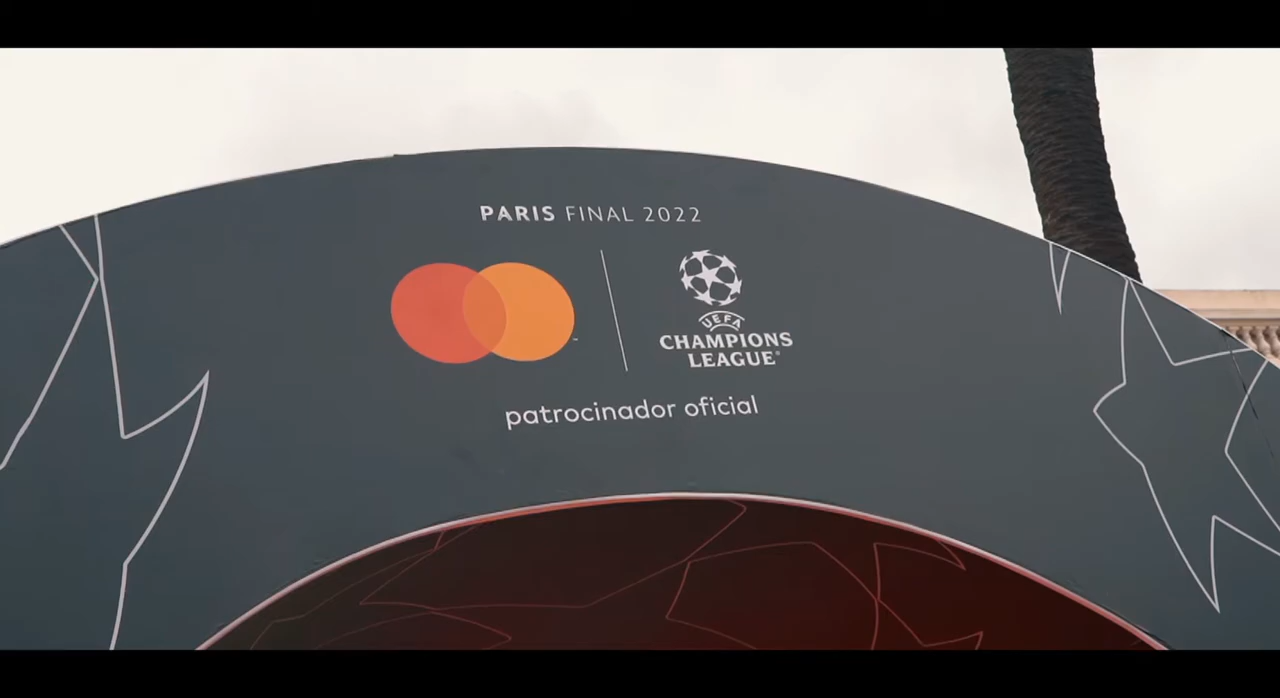 PARIS FINAL 2022
UEFA
CHAMPIONS
LEAGUE
patrocinador oficial